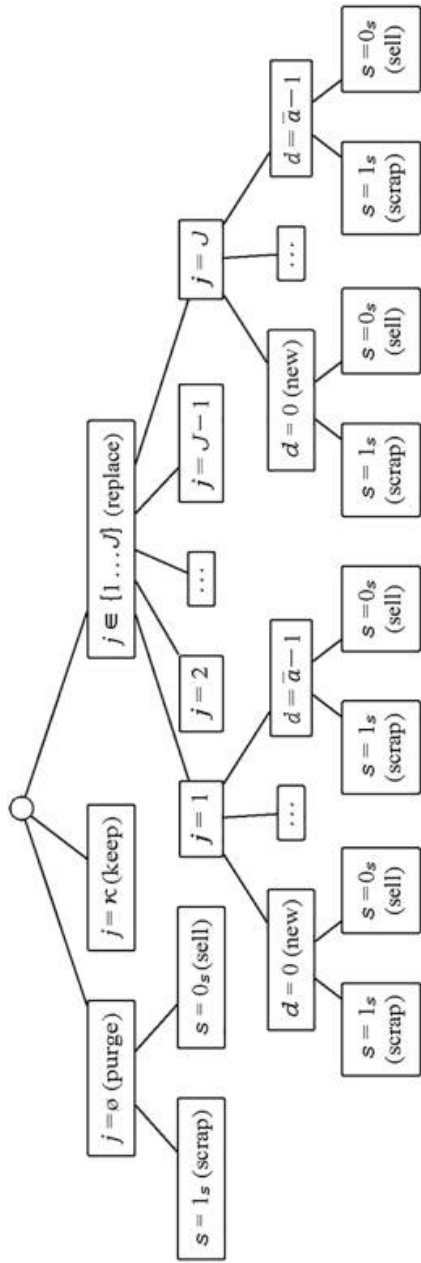 j = ø (purge)
j = κ (keep)
j ∈ {1 … J} (replace)
s = 1ₛ (scrap)
s = 0ₛ (sell)
j = 1
j = 2
…
j = J − 1
j = J
d = 0 (new)
…
d = ā − 1
d = 0 (new)
…
d = ā − 1
s = 1ₛ
(scrap)
s = 0ₛ
(sell)
s = 1ₛ
(scrap)
s = 0ₛ
(sell)
s = 1ₛ
(scrap)
s = 0ₛ
(sell)
s = 1ₛ
(scrap)
s = 0ₛ
(sell)